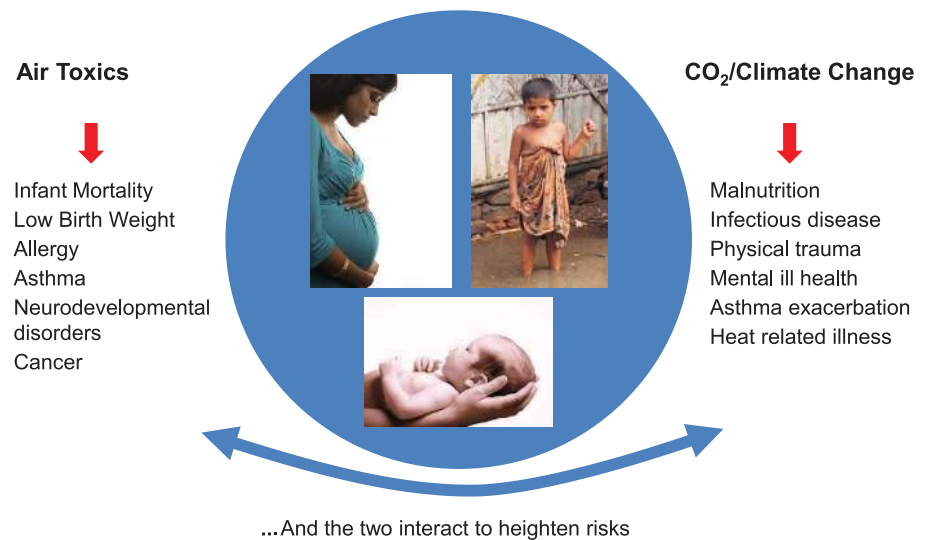 Air Toxics
Infant Mortality
Low Birth Weight
Allergy
Asthma
Neurodevelopmental
disorders
Cancer
CO₂/Climate Change
Malnutrition
Infectious disease
Physical trauma
Mental ill health
Asthma exacerbation
Heat related illness
...And the two interact to heighten risks